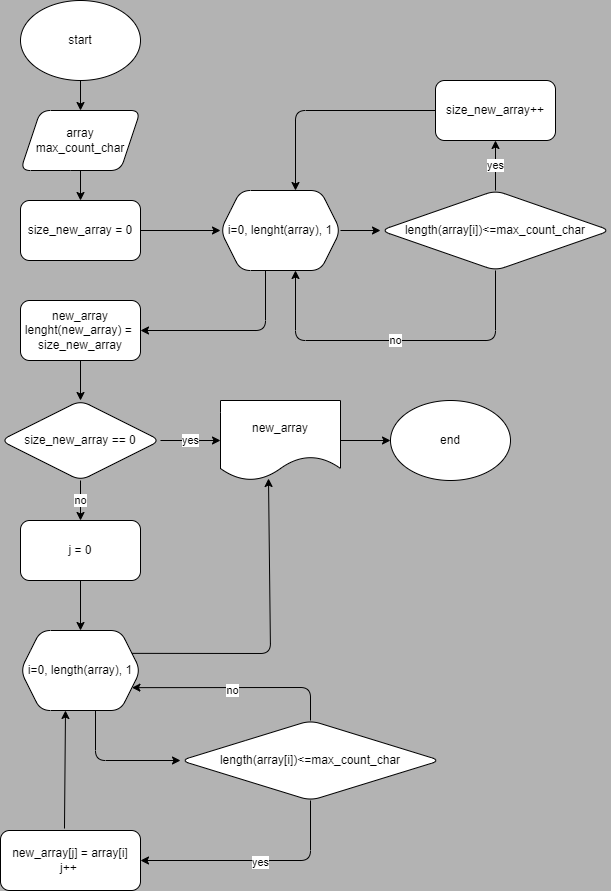 start
array
max_count_char
size_new_array = 0
i=0, lenght(array), 1
length(array[i])<=max_count_char
yes
size_new_array++
no
new_array
lenght(new_array) =
size_new_array
size_new_array == 0
yes
new_array
end
no
j = 0
i=0, length(array), 1
no
length(array[i])<=max_count_char
yes
new_array[j] = array[i]
j++